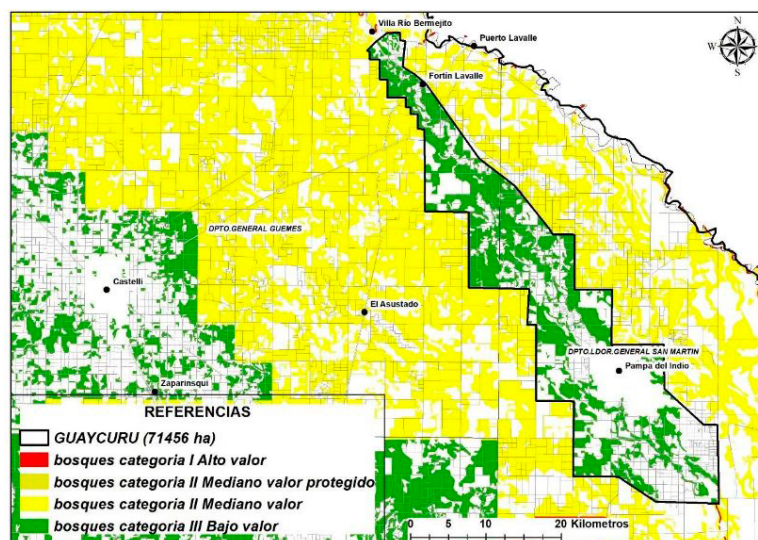 Villa Río Bermejito
Puerto Lavalle
N
W
E
S
Fortín Lavalle
DPTO.GENERAL GUEMES
Castelli
El Asustado
DPTO.LDOR.GENERAL SAN MARTIN
Pampa del Indio
Zaparinsqui
REFERENCIAS
GUAYCURU (71456 ha)
bosques categoria I Alto valor
bosques categoria II Mediano valor protegido
bosques categoria II Mediano valor
bosques categoria III Bajo valor
0 5 10 20 Kilometros